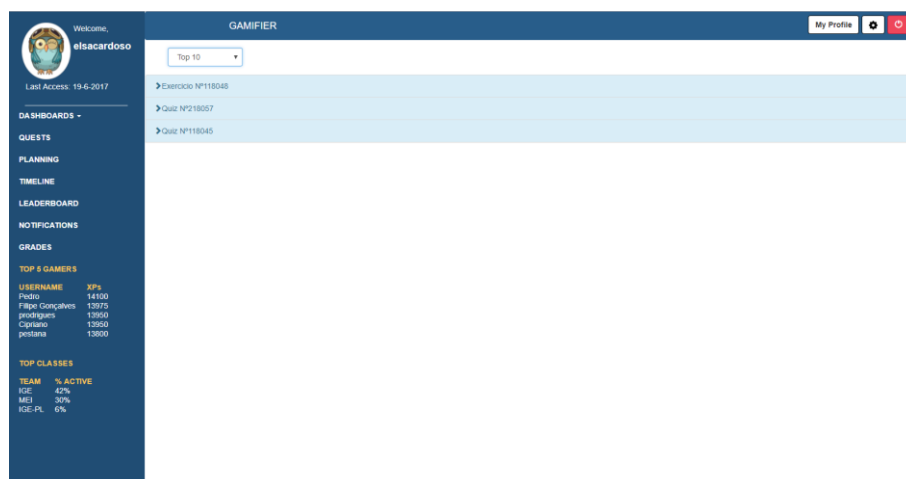 Welcome,
elsacardoso
Last Access: 19-6-2017
DASHBOARDS
QUESTS
PLANNING
TIMELINE
LEADERBOARD
NOTIFICATIONS
GRADES
TOP 5 GAMERS
USERNAME XPs
Pedro 14100
Filipe Gonçalves 13975
prodrigues 13950
Cipriano 13950
pestana 13800
TOP CLASSES
TEAM % ACTIVE
IGE 42%
MEI 30%
IGE-PL 6%
GAMIFIER
My Profile
Top 10
Exercício Nº118048
Quiz Nº218057
Quiz Nº118045